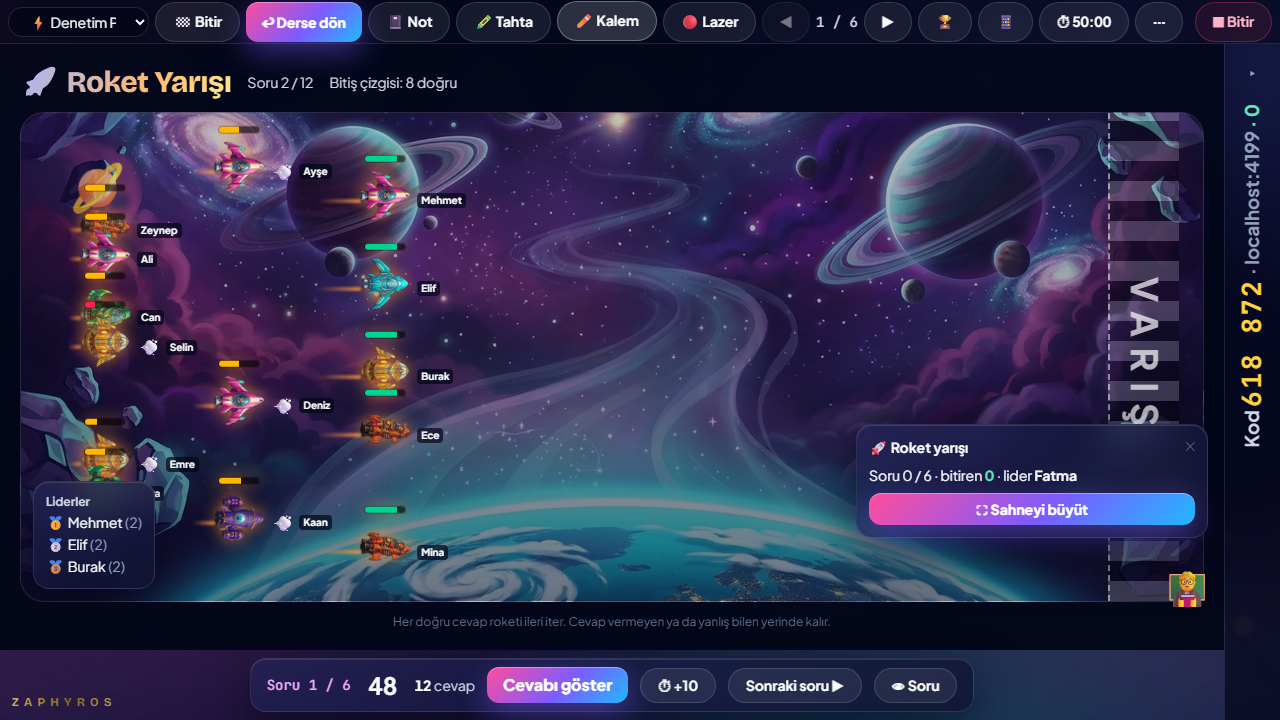 Denetim F
Bitir
Derse dön
Not
Tahta
Kalem
Lazer
1 / 6
50:00
---
Bitir
Roket Yarışı
Soru 2 / 12
Bitiş çizgisi: 8 doğru
Ayşe
Mehmet
Zeynep
Ali
Elif
Can
Selin
Burak
Deniz
Ece
Emre
Kaan
Mina
VARIŞ
Liderler
Mehmet (2)
Elif (2)
Burak (2)
Roket yarışı
Soru 0 / 6 · bitiren 0 · lider Fatma
Sahneyi büyüt
Her doğru cevap roketi ileri iter. Cevap vermeyen ya da yanlış bilen yerinde kalır.
Soru 1 / 6
48
12 cevap
Cevabı göster
+10
Sonraki soru
Soru
ZAPHYROS
Kod 618 872 · localhost:4199 · 0